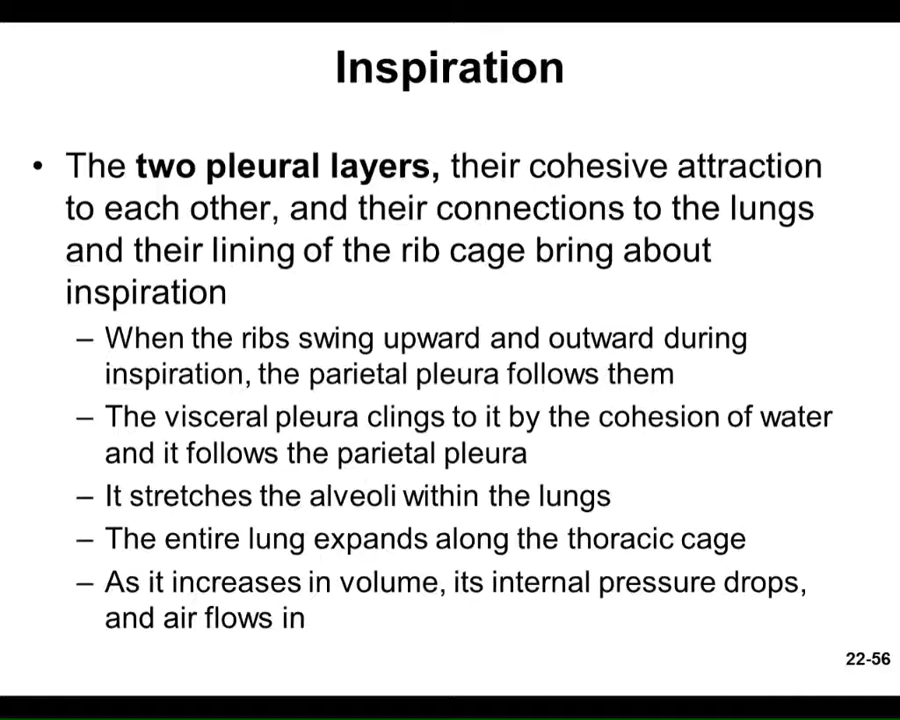 Inspiration
• The two pleural layers, their cohesive attraction
to each other, and their connections to the lungs
and their lining of the rib cage bring about
inspiration
– When the ribs swing upward and outward during
inspiration, the parietal pleura follows them
– The visceral pleura clings to it by the cohesion of water
and it follows the parietal pleura
– It stretches the alveoli within the lungs
– The entire lung expands along the thoracic cage
– As it increases in volume, its internal pressure drops,
and air flows in
22-56